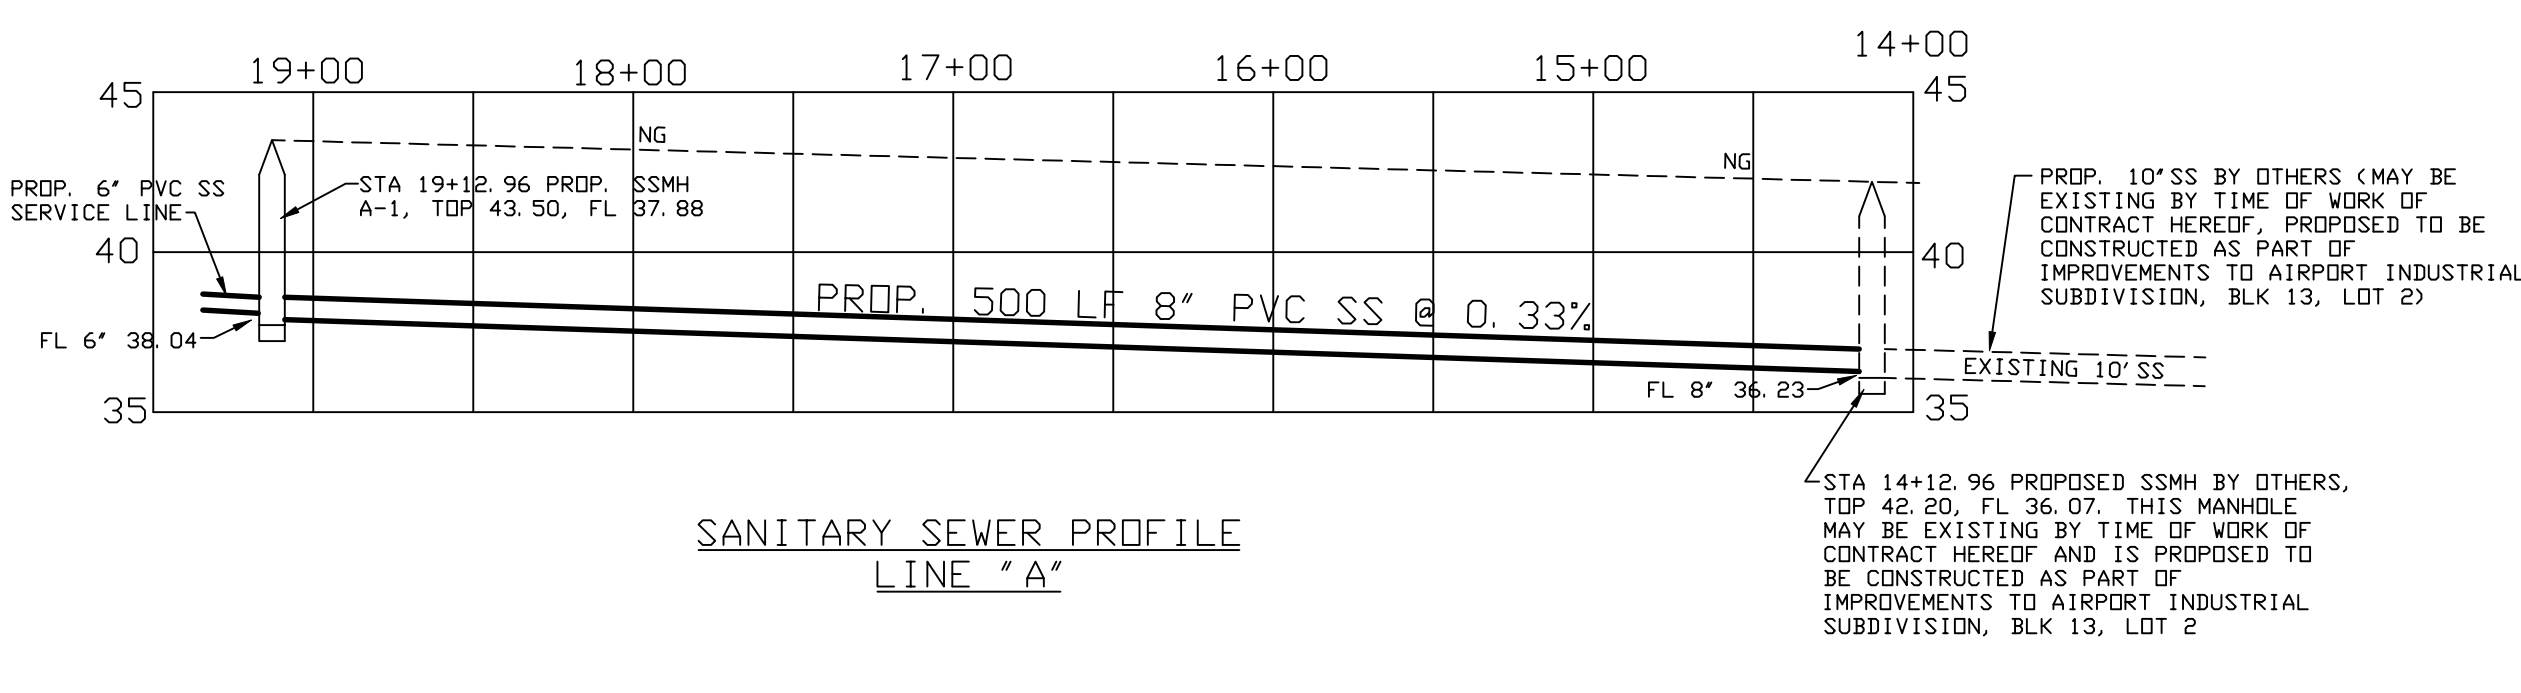 19+00
18+00
17+00
16+00
15+00
14+00
45
45
NG
NG
PROP. 6" PVC SS
SERVICE LINE
STA 19+12.96 PROP. SSMH
A-1, TOP 43.50, FL 37.88
PROP. 10" SS BY OTHERS (MAY BE
EXISTING BY TIME OF WORK OF
CONTRACT HEREOF, PROPOSED TO BE
CONSTRUCTED AS PART OF
IMPROVEMENTS TO AIRPORT INDUSTRIAL
SUBDIVISION, BLK 13, LOT 2)
40
40
PROP. 500 LF 8" PVC SS @ 0.33%
FL 6" 38.04
EXISTING 10' SS
FL 8" 36.23
35
35
STA 14+12.96 PROPOSED SSMH BY OTHERS,
TOP 42.20, FL 36.07. THIS MANHOLE
MAY BE EXISTING BY TIME OF WORK OF
CONTRACT HEREOF AND IS PROPOSED TO
BE CONSTRUCTED AS PART OF
IMPROVEMENTS TO AIRPORT INDUSTRIAL
SUBDIVISION, BLK 13, LOT 2
SANITARY SEWER PROFILE
LINE "A"